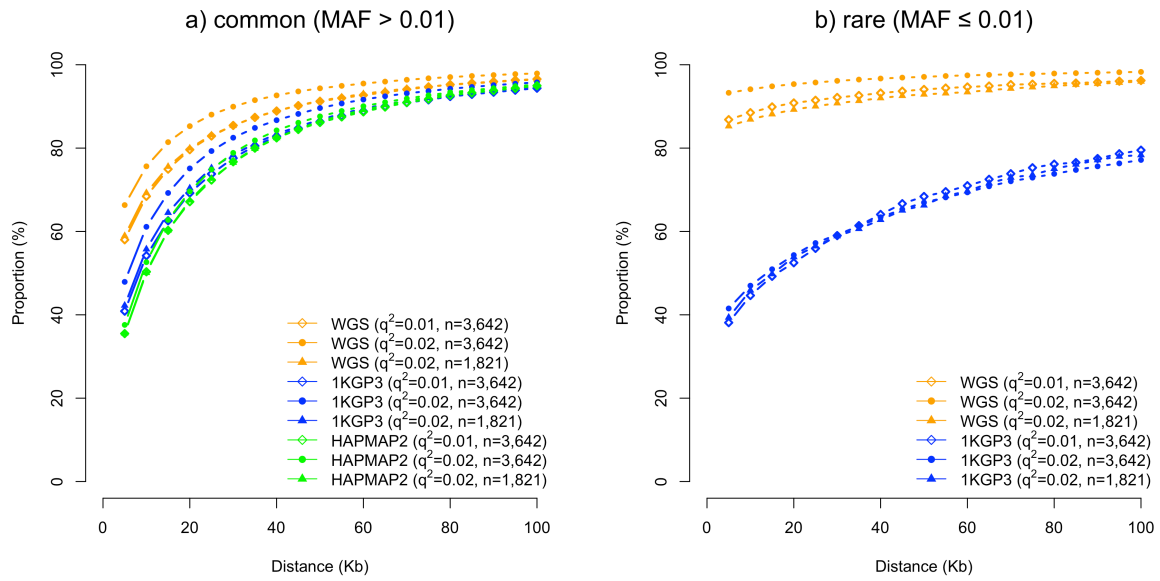 a) common (MAF > 0.01)
Proportion (%)
100
80
60
40
20
0
WGS (q²=0.01, n=3,642)
WGS (q²=0.02, n=3,642)
WGS (q²=0.02, n=1,821)
1KGP3 (q²=0.01, n=3,642)
1KGP3 (q²=0.02, n=3,642)
1KGP3 (q²=0.02, n=1,821)
HAPMAP2 (q²=0.01, n=3,642)
HAPMAP2 (q²=0.02, n=3,642)
HAPMAP2 (q²=0.02, n=1,821)
0 20 40 60 80 100
Distance (Kb)
b) rare (MAF ≤ 0.01)
Proportion (%)
100
80
60
40
20
0
WGS (q²=0.01, n=3,642)
WGS (q²=0.02, n=3,642)
WGS (q²=0.02, n=1,821)
1KGP3 (q²=0.01, n=3,642)
1KGP3 (q²=0.02, n=3,642)
1KGP3 (q²=0.02, n=1,821)
0 20 40 60 80 100
Distance (Kb)